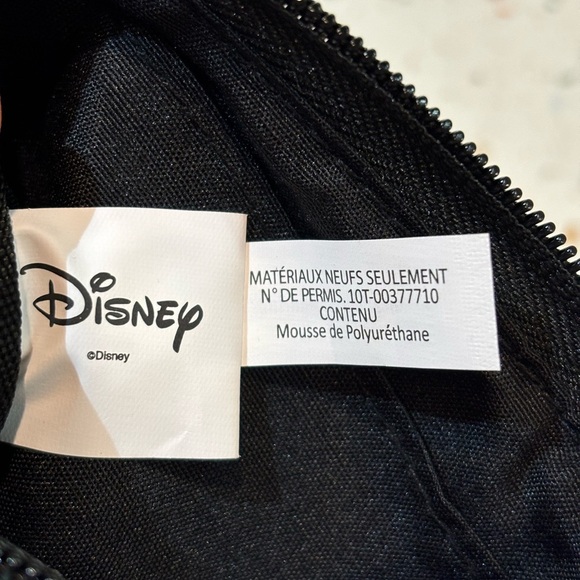 Disney
©Disney
MATÉRIAUX NEUFS SEULEMENT
N° DE PERMIS. 10T-00377710
CONTENU
Mousse de Polyuréthane